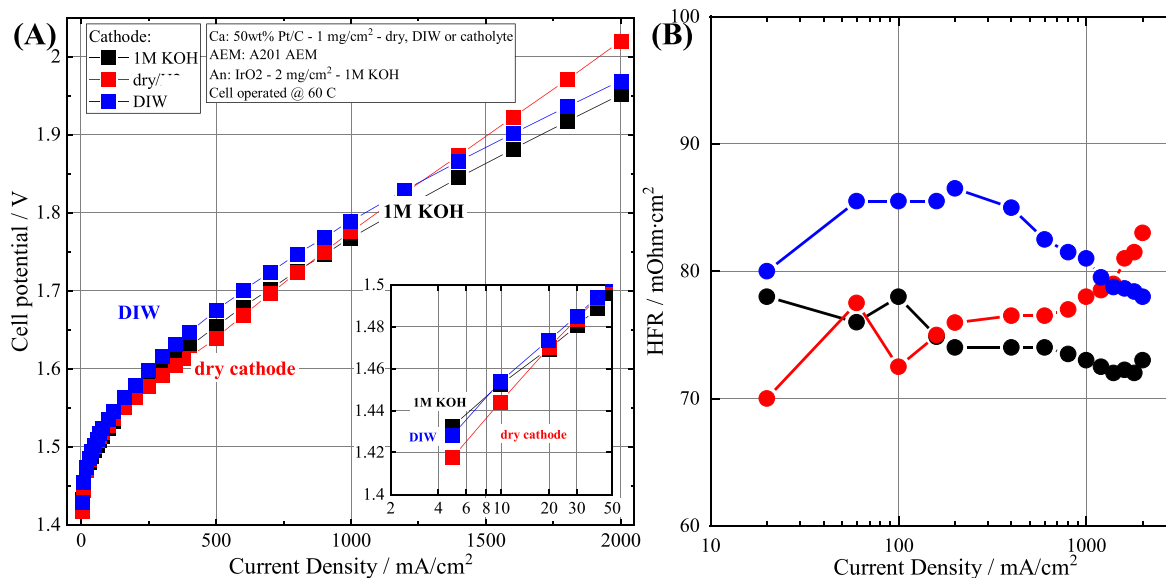 (A)
Cathode:
1M KOH
dry/
DIW
Ca: 50wt% Pt/C - 1 mg/cm² - dry, DIW or catholyte
AEM: A201 AEM
An: IrO2 - 2 mg/cm² - 1M KOH
Cell operated @ 60 C
2
1.9
1.8
1.7
1.6
1.5
1.4
Cell potential / V
1M KOH
DIW
dry cathode
1.5
1.48
1.46
1.44
1.42
1.4
1M KOH
DIW
dry cathode
2 4 6 8 10 20 30 50
0 500 1000 1500 2000
Current Density / mA/cm²
(B)
100
90
80
70
60
HFR / mOhm·cm²
10 100 1000
Current Density / mA/cm²